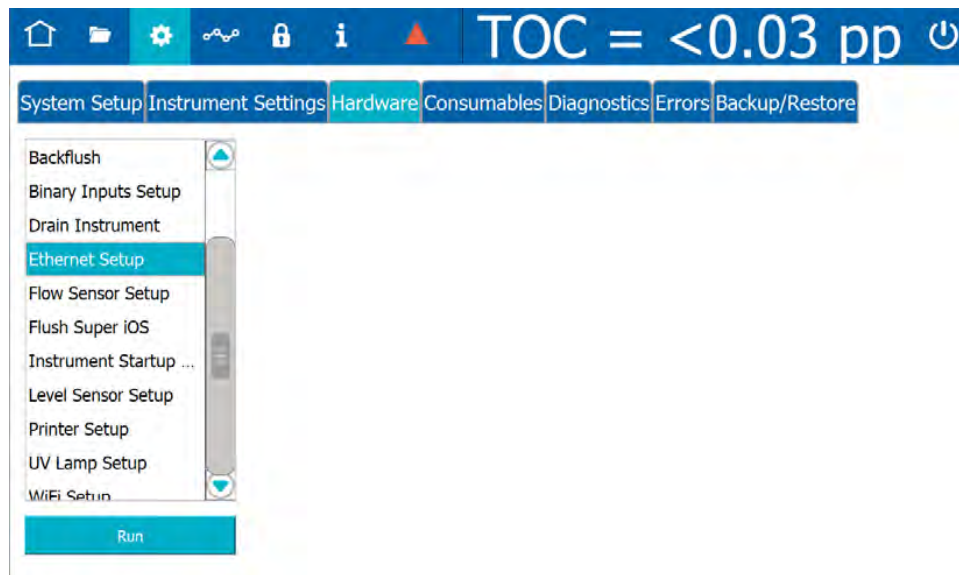 TOC = <0.03 pp
System Setup Instrument Settings Hardware Consumables Diagnostics Errors Backup/Restore
Backflush
Binary Inputs Setup
Drain Instrument
Ethernet Setup
Flow Sensor Setup
Flush Super iOS
Instrument Startup ...
Level Sensor Setup
Printer Setup
UV Lamp Setup
WiFi Setup
Run